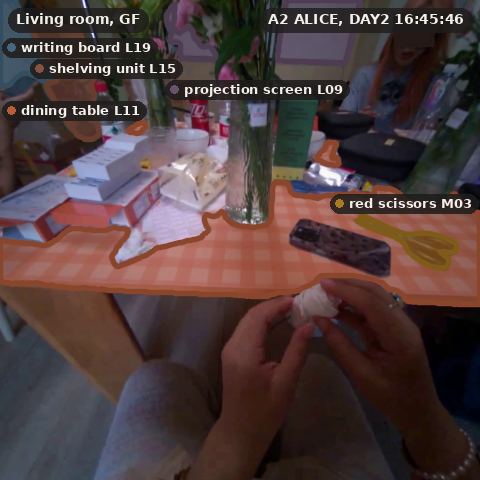 Living room, GF
A2 ALICE, DAY2 16:45:46
writing board L19
shelving unit L15
projection screen L09
dining table L11
red scissors M03